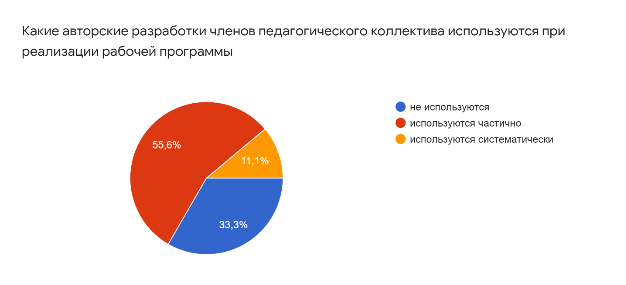 Какие авторские разработки членов педагогического коллектива используются при
реализации рабочей программы
не используются
используются частично
используются систематически
55,6%
11,1%
33,3%